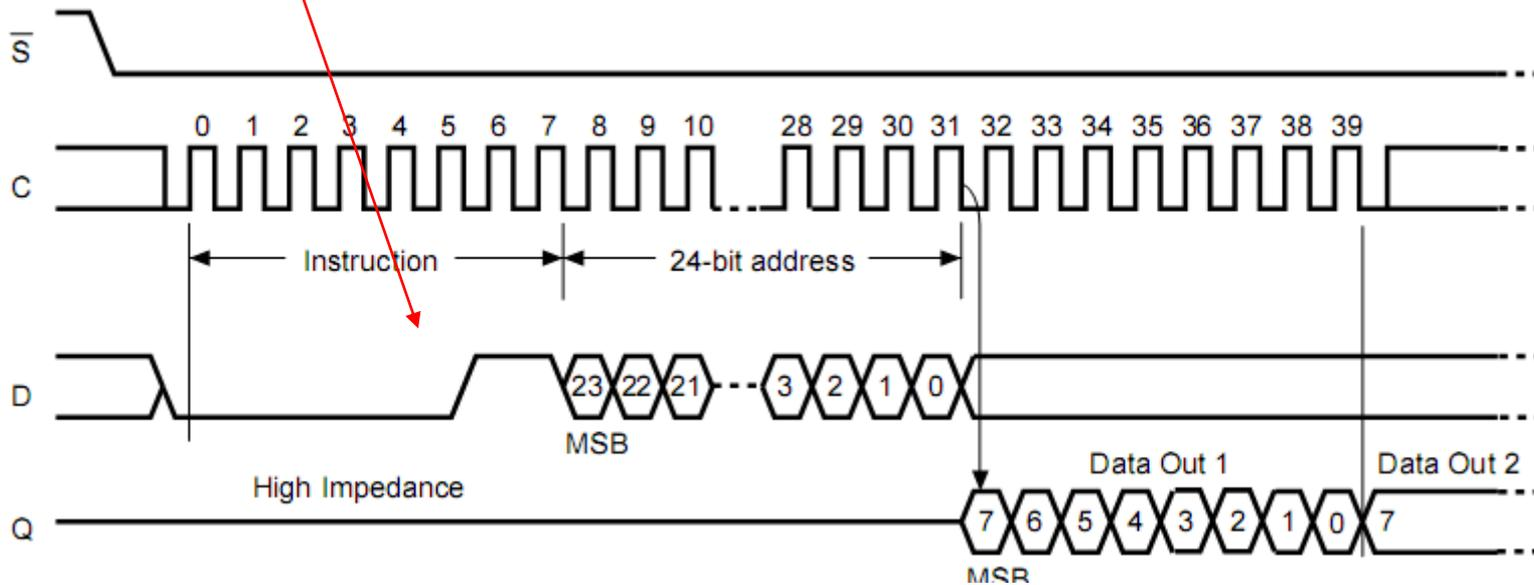 S
0 1 2 3 4 5 6 7 8 9 10 28 29 30 31 32 33 34 35 36 37 38 39
C
Instruction 24-bit address
D 23 22 21 3 2 1 0
MSB
Data Out 1 Data Out 2
High Impedance
Q 7 6 5 4 3 2 1 0 7
MSB